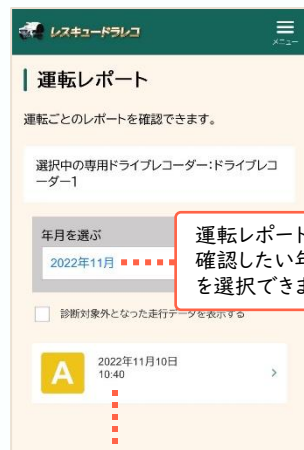 レスキュードラレコ
メニュー
運転レポート
運転ごとのレポートを確認できます。
選択中の専用ドライブレコーダー:ドライブレコ
ーダー1
年月を選ぶ
2022年11月
運転レポート
確認したい年
を選択できま
診断対象外となった走行データを表示する
A
2022年11月10日
10:40